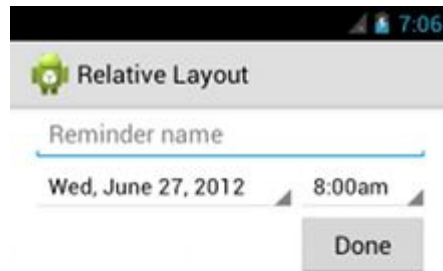 7:06
Relative Layout
Reminder name
Wed, June 27, 2012 8:00am
Done